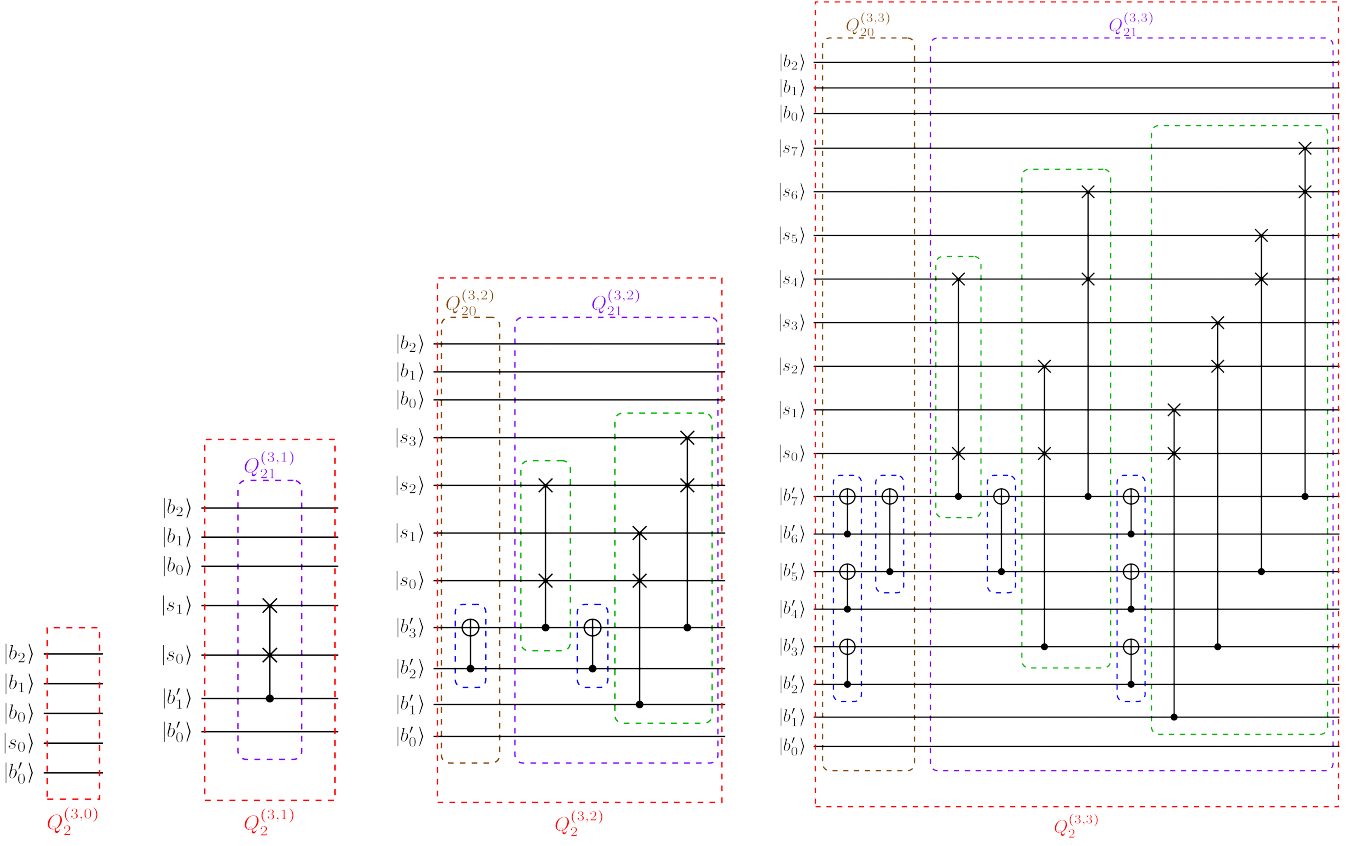 |b₂⟩
|b₁⟩
|b₀⟩
|s₀⟩
|b′₀⟩
Q₂^(3,0)
Q₂₁^(3,1)
|b₂⟩
|b₁⟩
|b₀⟩
|s₁⟩
|s₀⟩
|b′₁⟩
|b′₀⟩
Q₂^(3,1)
Q₂₀^(3,2) Q₂₁^(3,2)
|b₂⟩
|b₁⟩
|b₀⟩
|s₃⟩
|s₂⟩
|s₁⟩
|s₀⟩
|b′₃⟩
|b′₂⟩
|b′₁⟩
|b′₀⟩
Q₂^(3,2)
Q₂₀^(3,3) Q₂₁^(3,3)
|b₂⟩
|b₁⟩
|b₀⟩
|s₇⟩
|s₆⟩
|s₅⟩
|s₄⟩
|s₃⟩
|s₂⟩
|s₁⟩
|s₀⟩
|b′₇⟩
|b′₆⟩
|b′₅⟩
|b′₄⟩
|b′₃⟩
|b′₂⟩
|b′₁⟩
|b′₀⟩
Q₂^(3,3)